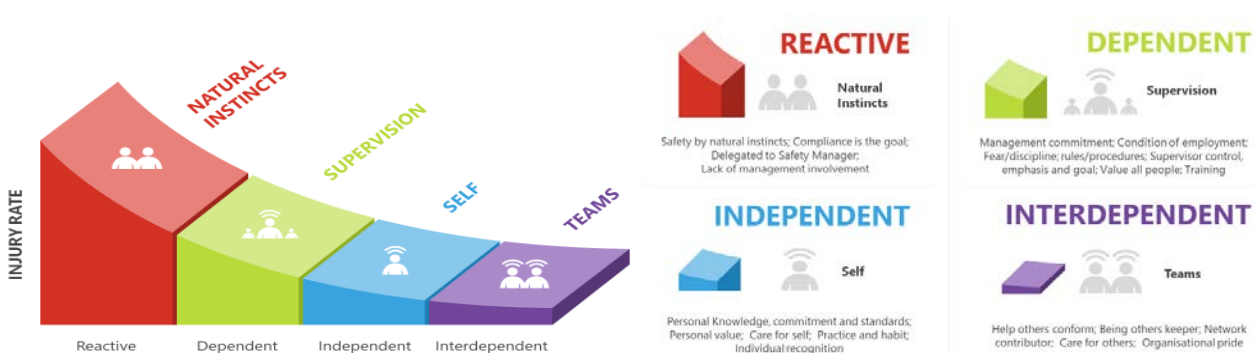 INJURY RATE
NATURAL
INSTINCTS
SUPERVISION
SELF
TEAMS
Reactive
Dependent
Independent
Interdependent
REACTIVE
Natural
Instincts
Safety by natural instincts; Compliance is the goal;
Delegated to Safety Manager;
Lack of management involvement
DEPENDENT
Supervision
Management commitment; Condition of employment;
Fear/discipline; rules/procedures; Supervisor control,
emphasis and goal; Value all people; Training
INDEPENDENT
Self
Personal Knowledge, commitment and standards;
Personal value; Care for self; Practice and habit;
Individual recognition
INTERDEPENDENT
Teams
Help others conform; Being others keeper; Network
contributor; Care for others; Organisational pride